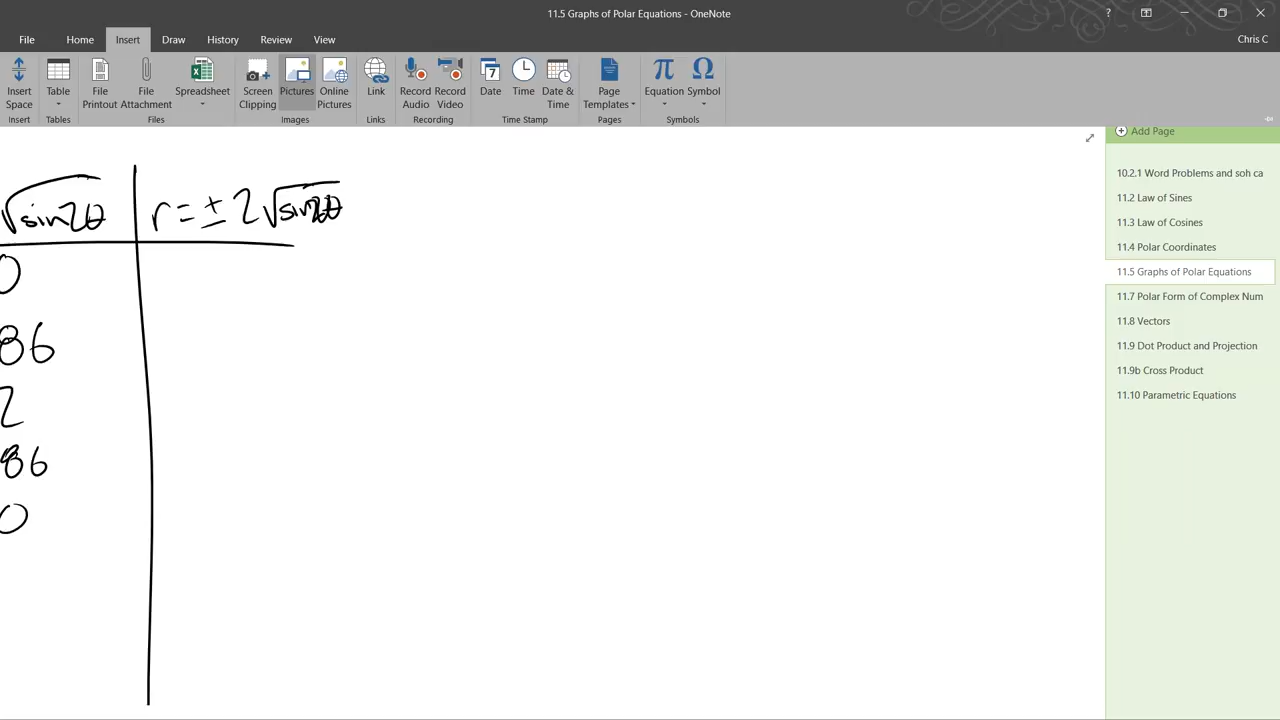 11.5 Graphs of Polar Equations - OneNote
File Home Insert Draw History Review View
Chris C
Insert Space
Table
File Printout
File Attachment
Spreadsheet
Screen Clipping
Pictures
Online Pictures
Link
Record Audio
Record Video
Date
Time
Date & Time
Page Templates
π Equation
Ω Symbol
Insert Tables Files Images Links Recording Time Stamp Pages Symbols
Add Page
10.2.1 Word Problems and soh ca
11.2 Law of Sines
11.3 Law of Cosines
11.4 Polar Coordinates
11.5 Graphs of Polar Equations
11.7 Polar Form of Complex Num
11.8 Vectors
11.9 Dot Product and Projection
11.9b Cross Product
11.10 Parametric Equations
√sin2θ r = ± 2√sin2θ
0
86
2
86
0